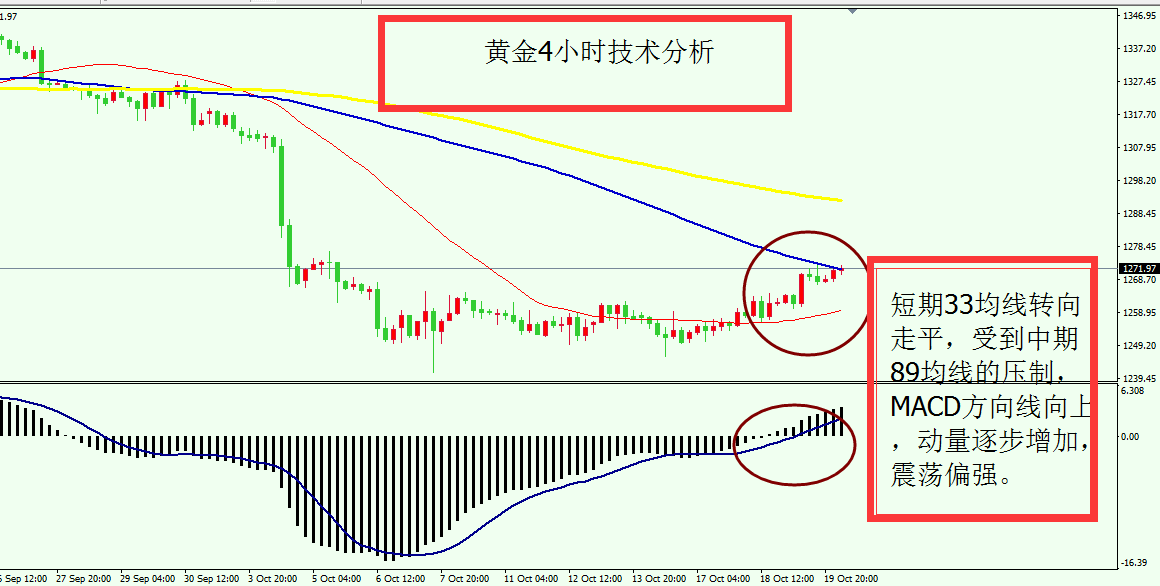 1.97
黄金4小时技术分析
1346.95
1337.20
1327.45
1317.70
1307.95
1298.20
1288.45
1278.45
1271.97
1268.70
1258.95
1249.20
1239.45
短期33均线转向
走平，受到中期
89均线的压制，
MACD方向线向上
，动量逐步增加，
震荡偏强。
6.308
0.00
-16.39
Sep 12:00
27 Sep 20:00
29 Sep 04:00
30 Sep 12:00
3 Oct 20:00
5 Oct 04:00
6 Oct 12:00
7 Oct 20:00
11 Oct 04:00
12 Oct 12:00
13 Oct 20:00
17 Oct 04:00
18 Oct 12:00
19 Oct 20:00